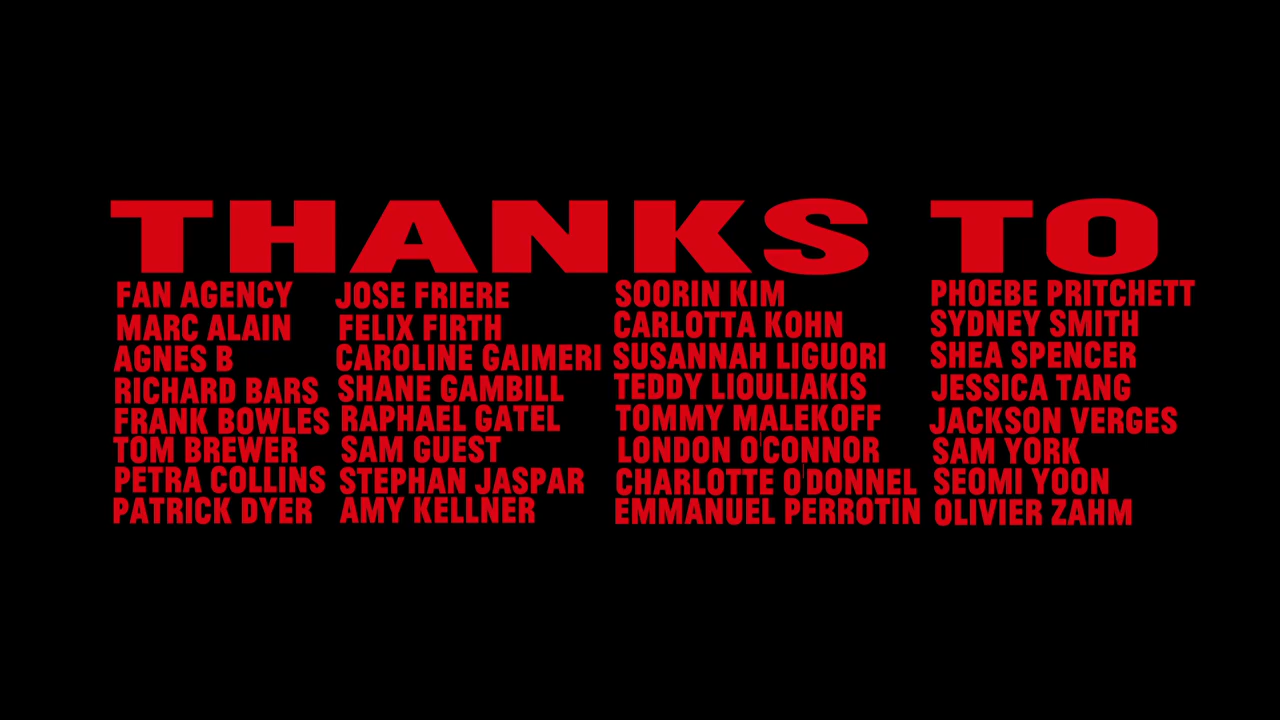 THANKS TO
FAN AGENCY
MARC ALAIN
AGNES B
RICHARD BARS
FRANK BOWLES
TOM BREWER
PETRA COLLINS
PATRICK DYER
JOSE FRIERE
FELIX FIRTH
CAROLINE GAIMERI
SHANE GAMBILL
RAPHAEL GATEL
SAM GUEST
STEPHAN JASPAR
AMY KELLNER
SOORIN KIM
CARLOTTA KOHN
SUSANNAH LIGUORI
TEDDY LIOULIAKIS
TOMMY MALEKOFF
LONDON O'CONNOR
CHARLOTTE O'DONNEL
EMMANUEL PERROTIN
PHOEBE PRITCHETT
SYDNEY SMITH
SHEA SPENCER
JESSICA TANG
JACKSON VERGES
SAM YORK
SEOMI YOON
OLIVIER ZAHM